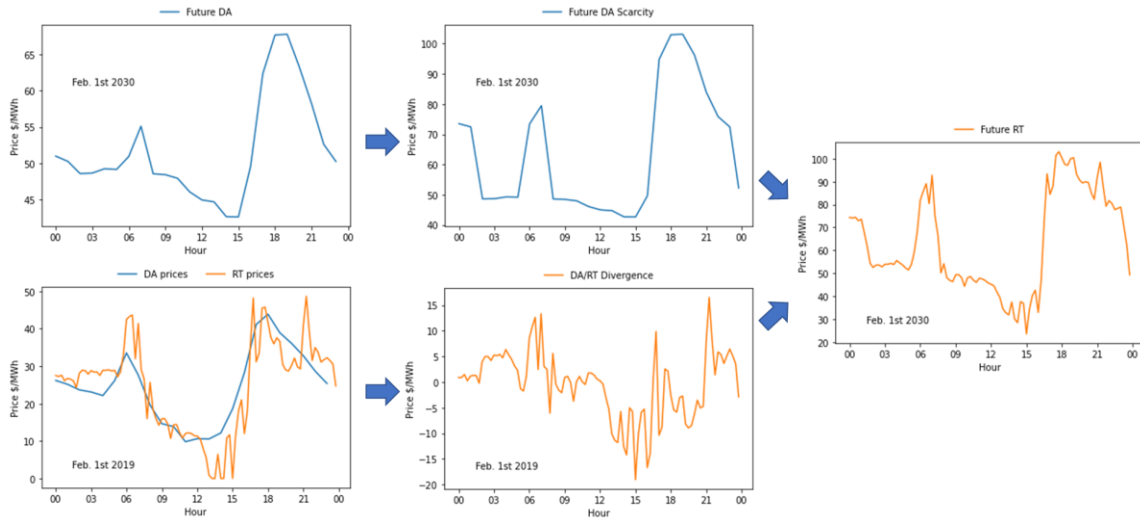 Future DA
Price $/MWh
65
60
55
50
45
Feb. 1st 2030
00 03 06 09 12 15 18 21 00
Hour
Future DA Scarcity
Price $/MWh
100
90
80
70
60
50
40
Feb. 1st 2030
00 03 06 09 12 15 18 21 00
Hour
DA prices RT prices
Price $/MWh
50
40
30
20
10
0
Feb. 1st 2019
00 03 06 09 12 15 18 21 00
Hour
DA/RT Divergence
Price $/MWh
15
10
5
0
−5
−10
−15
−20
Feb. 1st 2019
00 03 06 09 12 15 18 21 00
Hour
Future RT
Price $/MWh
100
90
80
70
60
50
40
30
20
Feb. 1st 2030
00 03 06 09 12 15 18 21 00
Hour